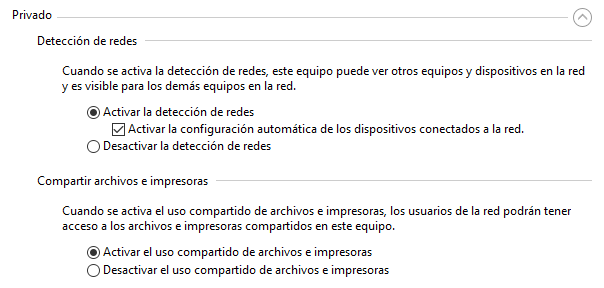 Privado
Detección de redes
Cuando se activa la detección de redes, este equipo puede ver otros equipos y dispositivos en la red
y es visible para los demás equipos en la red.
Activar la detección de redes
Activar la configuración automática de los dispositivos conectados a la red.
Desactivar la detección de redes
Compartir archivos e impresoras
Cuando se activa el uso compartido de archivos e impresoras, los usuarios de la red podrán tener
acceso a los archivos e impresoras compartidos en este equipo.
Activar el uso compartido de archivos e impresoras
Desactivar el uso compartido de archivos e impresoras